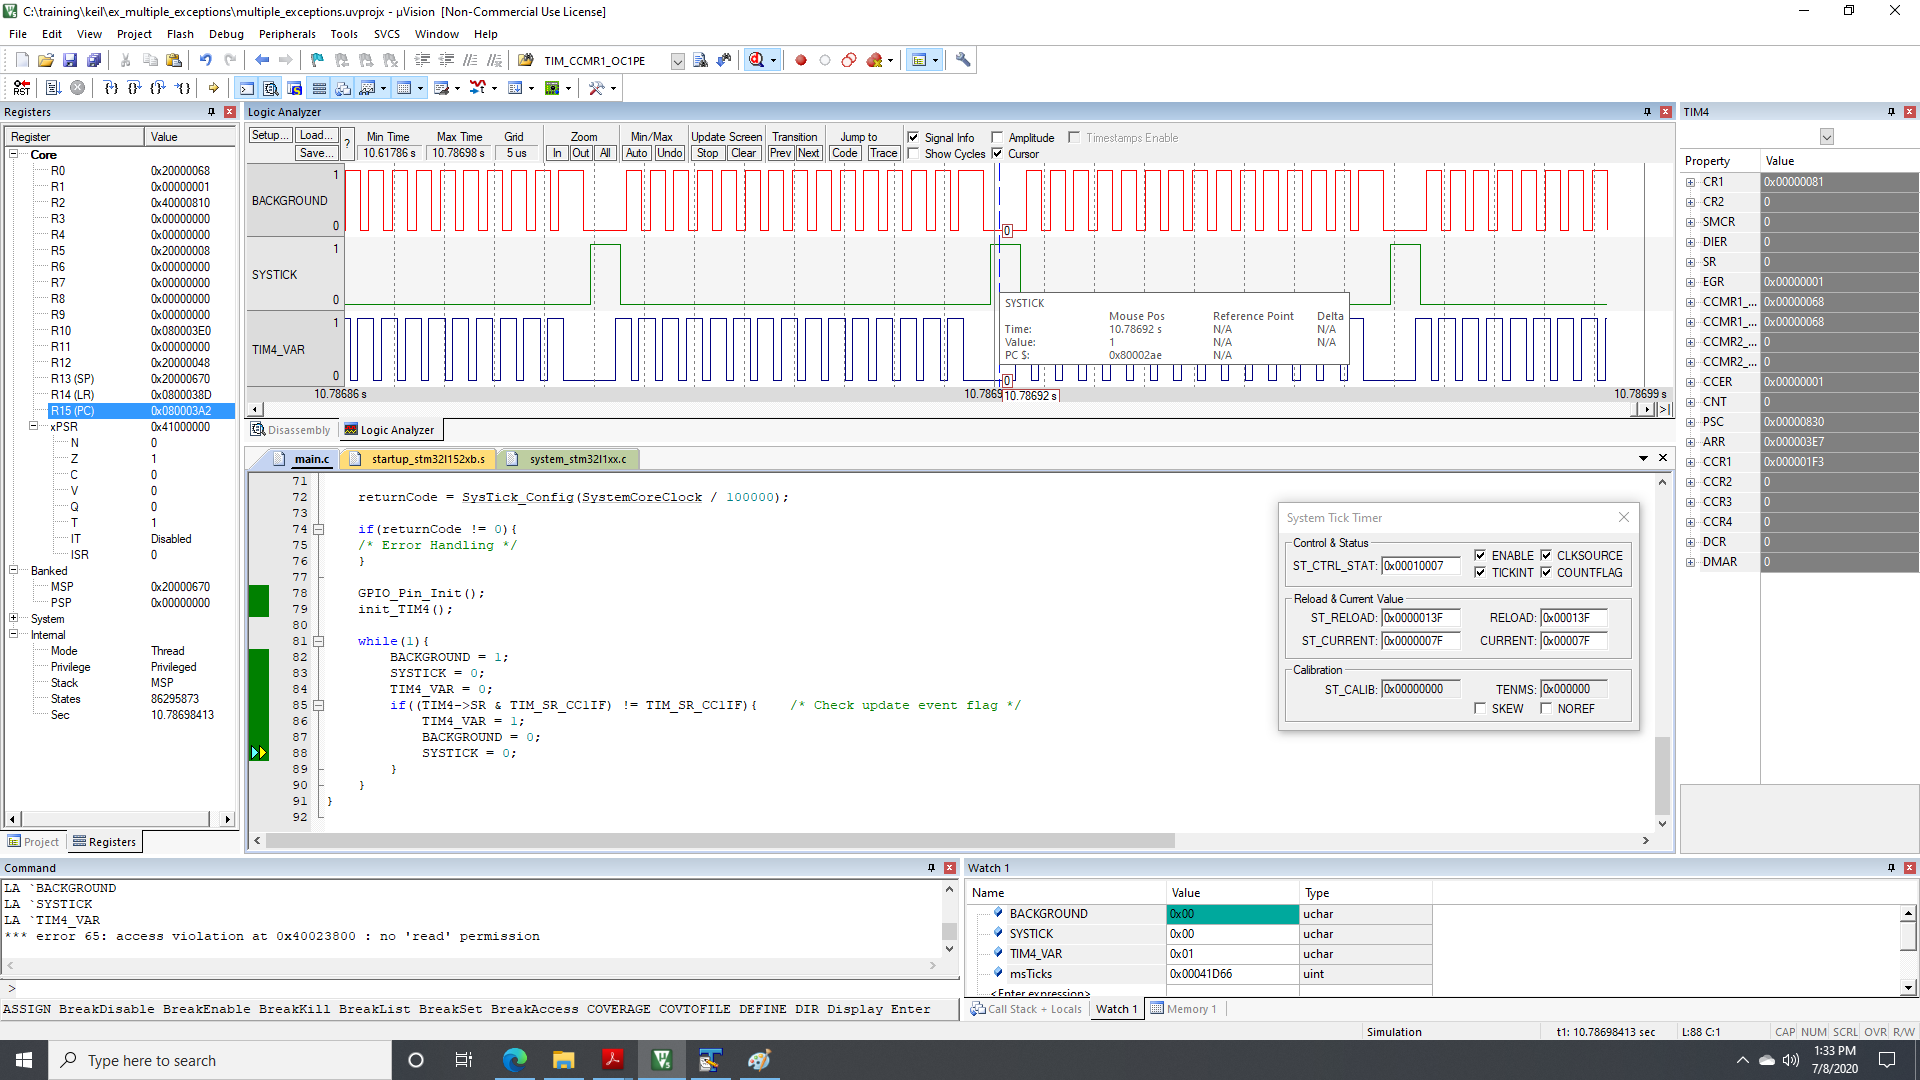 C:\training\keil\ex_multiple_exceptions\multiple_exceptions.uvprojx - µVision  [Non-Commercial Use License]
File Edit View Project Flash Debug Peripherals Tools SVCS Window Help
TIM_CCMR1_OC1PE
RST
Registers
Register Value
Core
R0 0x20000068
R1 0x00000001
R2 0x40000810
R3 0x00000000
R4 0x00000000
R5 0x20000008
R6 0x00000000
R7 0x00000000
R8 0x00000000
R9 0x00000000
R10 0x080003E0
R11 0x00000000
R12 0x20000048
R13 (SP) 0x20000670
R14 (LR) 0x0800038D
R15 (PC) 0x080003A2
xPSR 0x41000000
N 0
Z 1
C 0
V 0
Q 0
T 1
IT Disabled
ISR 0
Banked
MSP 0x20000670
PSP 0x00000000
System
Internal
Mode Thread
Privilege Privileged
Stack MSP
States 86295873
Sec 10.78698413
Project Registers
Logic Analyzer
Setup... Load... ? Min Time Max Time Grid Zoom Min/Max Update Screen Transition Jump to Signal Info Amplitude Timestamps Enable
Save... 10.61786 s 10.78698 s 5 us In Out All Auto Undo Stop Clear Prev Next Code Trace Show Cycles Cursor
1
BACKGROUND
0
0
1
SYSTICK
0
1
TIM4_VAR
0
0
SYSTICK
Mouse Pos Reference Point Delta
Time: 10.78692 s N/A N/A
Value: 1 N/A N/A
PC $: 0x80002ae N/A
10.78686 s 10.7869 10.78692 s 10.78699 s
Disassembly Logic Analyzer
main.c startup_stm32l152xb.s system_stm32l1xx.c
71
72 returnCode = SysTick_Config(SystemCoreClock / 100000);
73
74 if(returnCode != 0){
75 /* Error Handling */
76 }
77
78 GPIO_Pin_Init();
79 init_TIM4();
80
81 while(1){
82 BACKGROUND = 1;
83 SYSTICK = 0;
84 TIM4_VAR = 0;
85 if((TIM4->SR & TIM_SR_CC1IF) != TIM_SR_CC1IF){ /* Check update event flag */
86 TIM4_VAR = 1;
87 BACKGROUND = 0;
88 SYSTICK = 0;
89 }
90 }
91 }
92
System Tick Timer
Control & Status
ST_CTRL_STAT: 0x00010007 ENABLE CLKSOURCE
TICKINT COUNTFLAG
Reload & Current Value
ST_RELOAD: 0x0000013F RELOAD: 0x00013F
ST_CURRENT: 0x0000007F CURRENT: 0x00007F
Calibration
ST_CALIB: 0x00000000 TENMS: 0x000000
SKEW NOREF
TIM4
Property Value
CR1 0x00000081
CR2 0
SMCR 0
DIER 0
SR 0
EGR 0x00000001
CCMR1_... 0x00000068
CCMR1_... 0x00000068
CCMR2_... 0
CCMR2_... 0
CCER 0x00000001
CNT 0
PSC 0x00000830
ARR 0x000003E7
CCR1 0x000001F3
CCR2 0
CCR3 0
CCR4 0
DCR 0
DMAR 0
Command
LA `BACKGROUND
LA `SYSTICK
LA `TIM4_VAR
*** error 65: access violation at 0x40023800 : no 'read' permission
>
ASSIGN BreakDisable BreakEnable BreakKill BreakList BreakSet BreakAccess COVERAGE COVTOFILE DEFINE DIR Display Enter
Watch 1
Name Value Type
BACKGROUND 0x00 uchar
SYSTICK 0x00 uchar
TIM4_VAR 0x01 uchar
msTicks 0x00041D66 uint
<Enter expression>
Call Stack + Locals Watch 1 Memory 1
Simulation t1: 10.78698413 sec L:88 C:1 CAP NUM SCRL OVR R/W
Type here to search
1:33 PM
7/8/2020